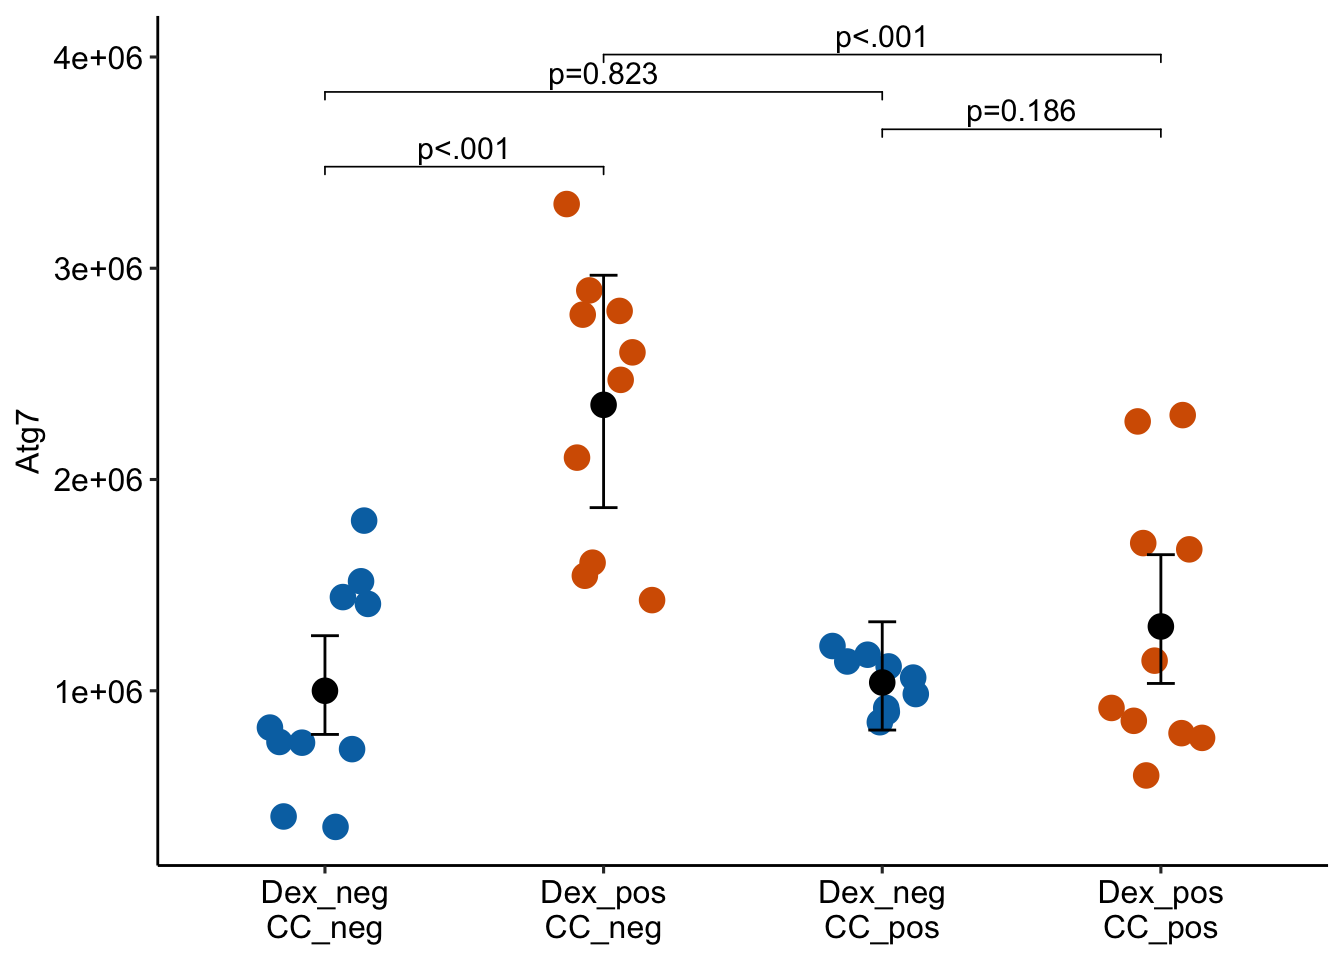 p<.001
p=0.823
p=0.186
p<.001
4e+06
3e+06
2e+06
1e+06
Atg7
Dex_neg
CC_neg
Dex_pos
CC_neg
Dex_neg
CC_pos
Dex_pos
CC_pos